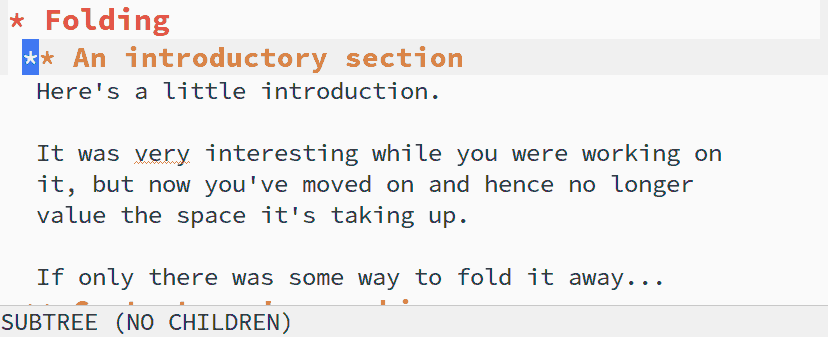 * Folding
** An introductory section
Here's a little introduction.
It was very interesting while you were working on
it, but now you've moved on and hence no longer
value the space it's taking up.
If only there was some way to fold it away...
SUBTREE (NO CHILDREN)